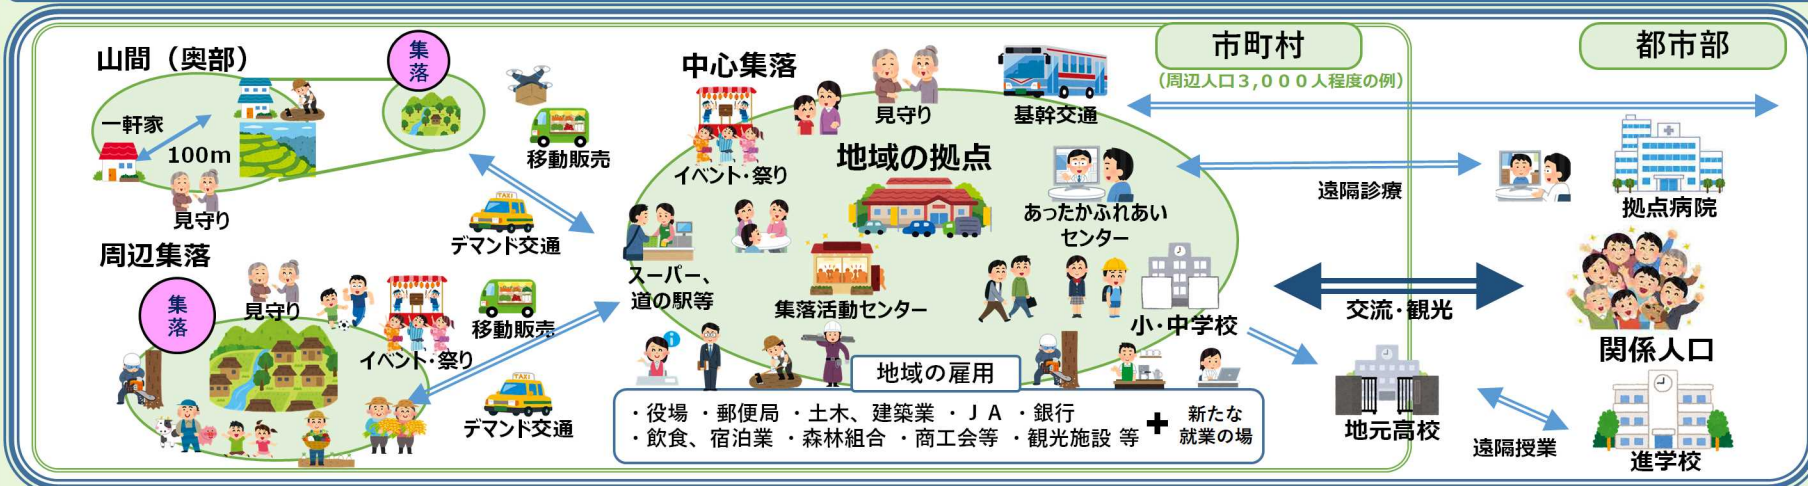 山間（奥部）
集
落
一軒家
100m
見守り
移動販売
デマンド交通
周辺集落
集
落
見守り
イベント・祭り
移動販売
デマンド交通
中心集落
イベント・祭り
見守り
基幹交通
地域の拠点
あったかふれあい
センター
スーパー、
道の駅等
集落活動センター
小・中学校
地域の雇用
・役場 ・郵便局 ・土木、建築業 ・ＪＡ ・銀行
・飲食、宿泊業 ・森林組合 ・商工会等 ・観光施設 等
＋
新たな
就業の場
市町村
（周辺人口３,０００人程度の例）
都市部
遠隔診療
拠点病院
交流・観光
関係人口
地元高校
遠隔授業
進学校
TAXI
TAXI